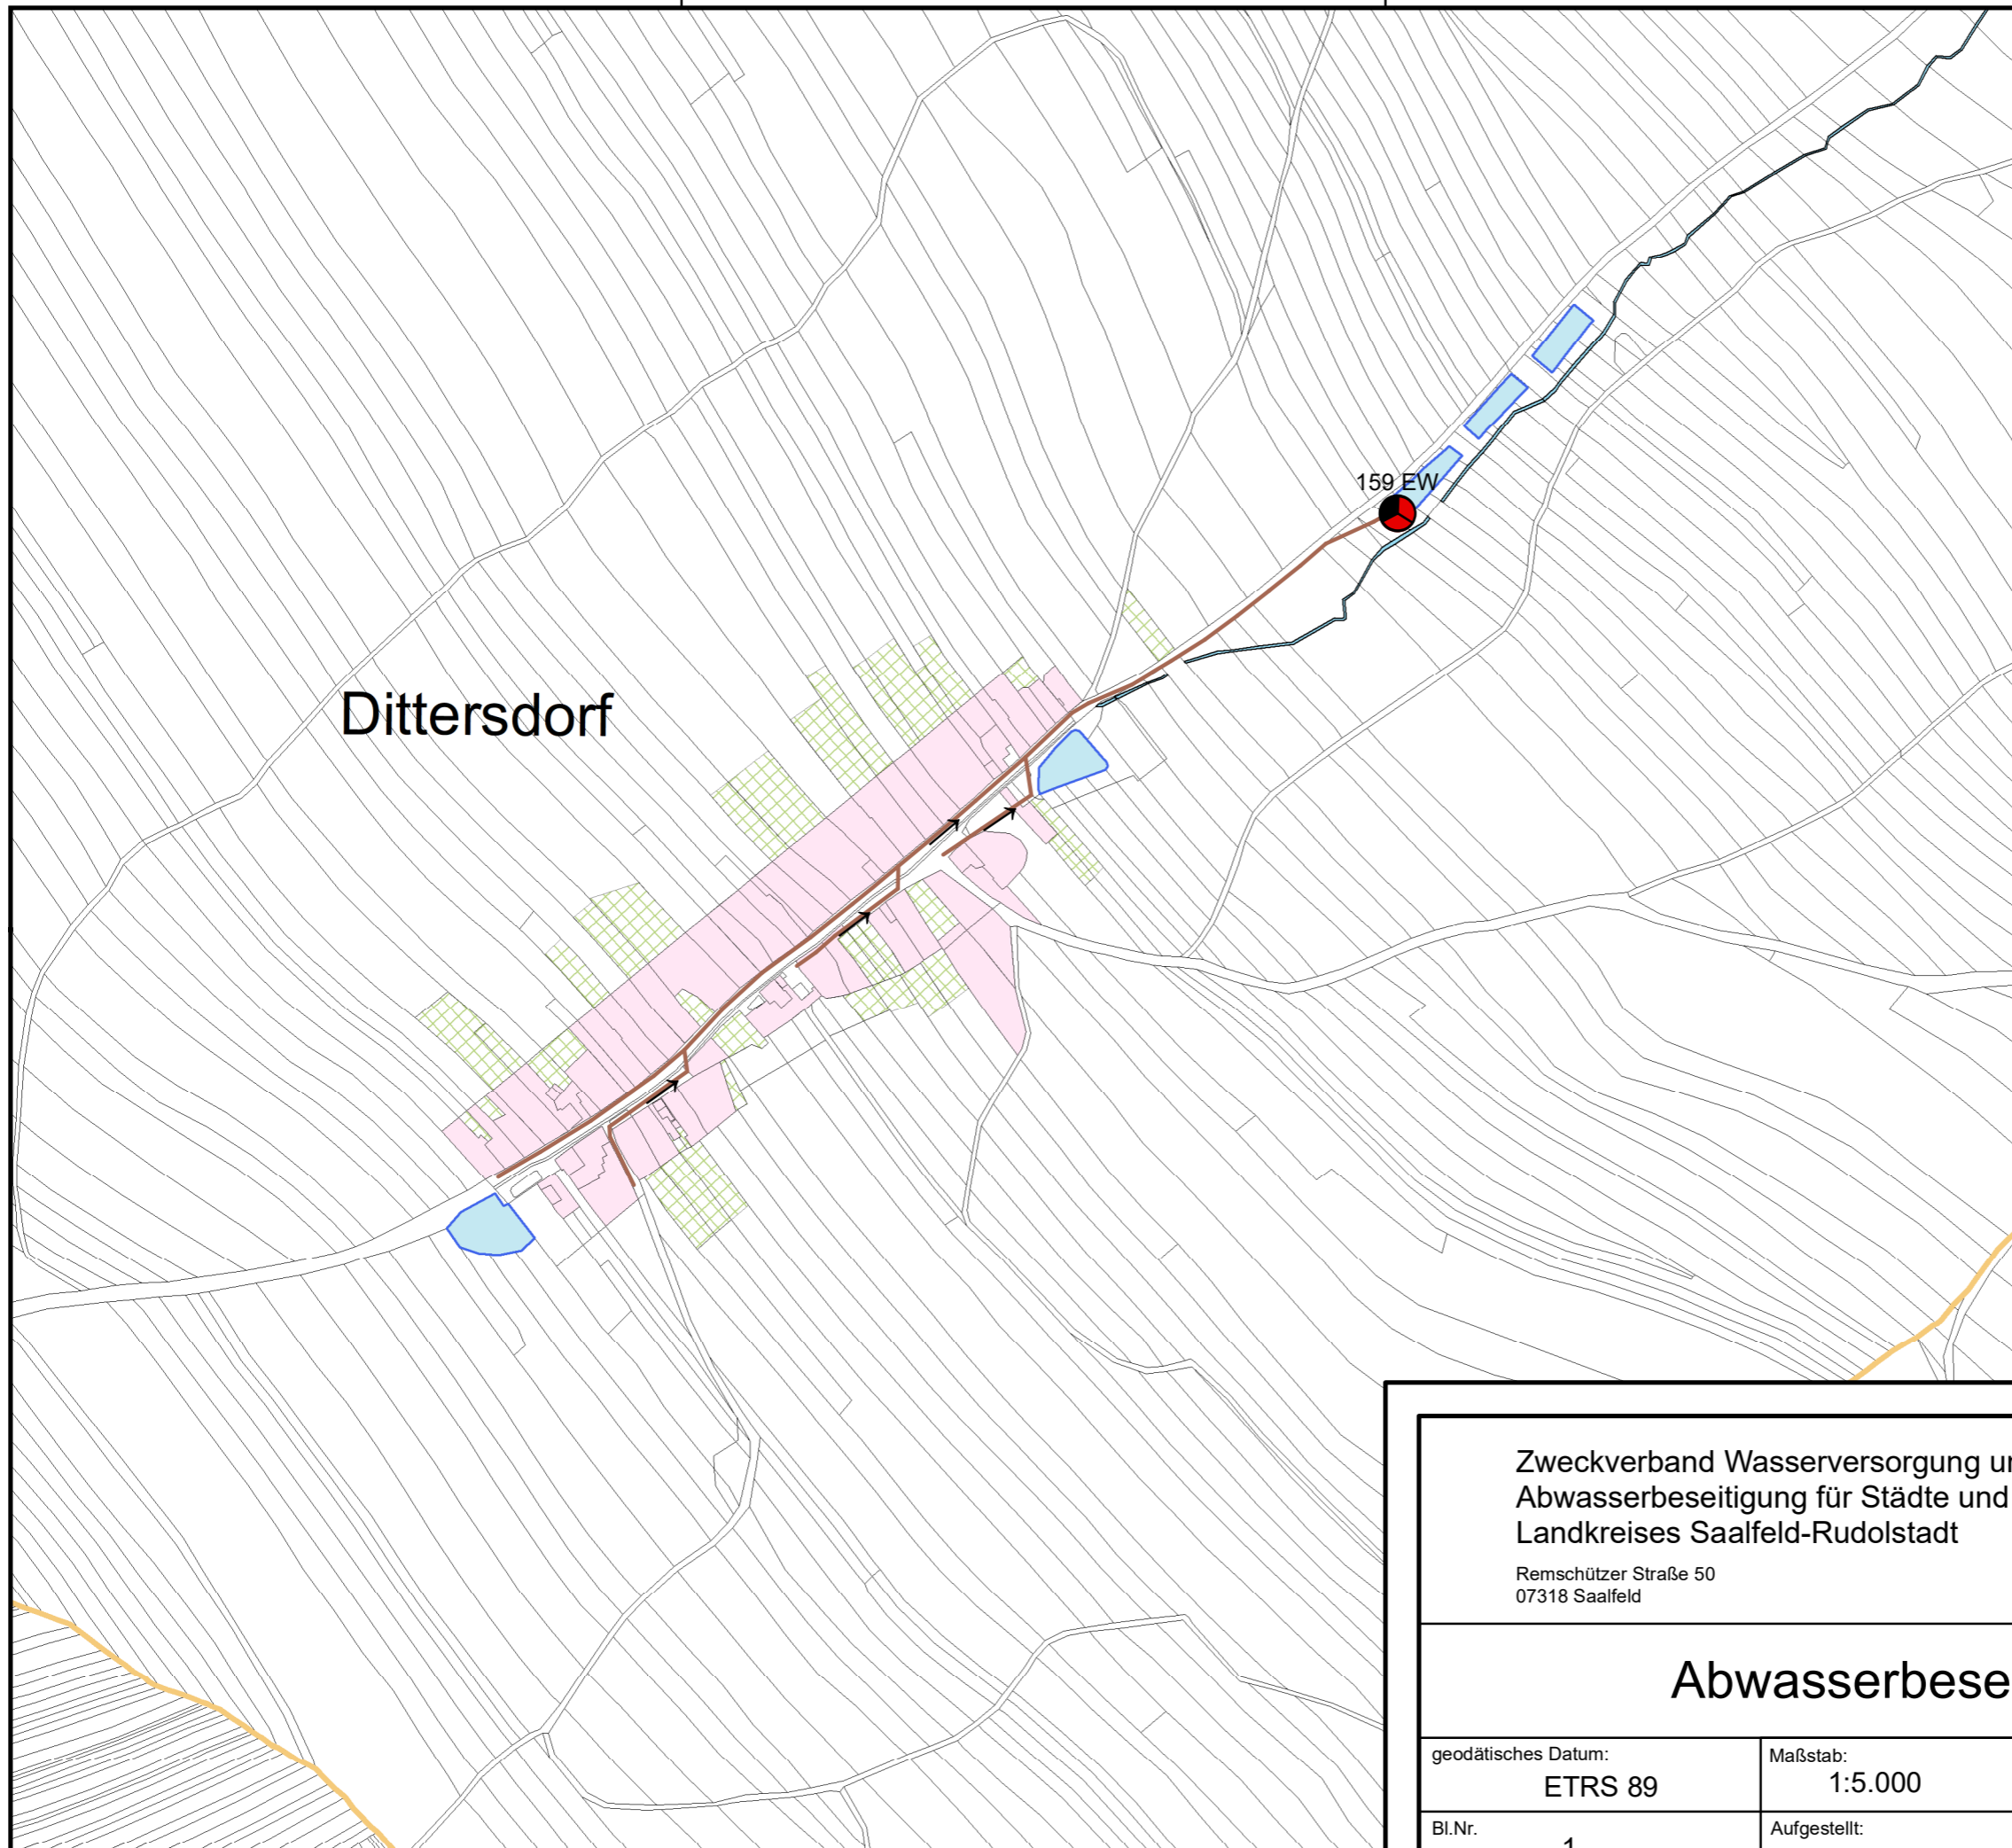 159 EW
Dittersdorf
Zweckverband Wasserversorgung
Abwasserbeseitigung für Städte und
Landkreises Saalfeld-Rudolstadt
Remschützer Straße 50
07318 Saalfeld
geodätisches Datum:
Maßstab:
ETRS 89
1:5.000
Bl.Nr.
Aufgestellt:
1